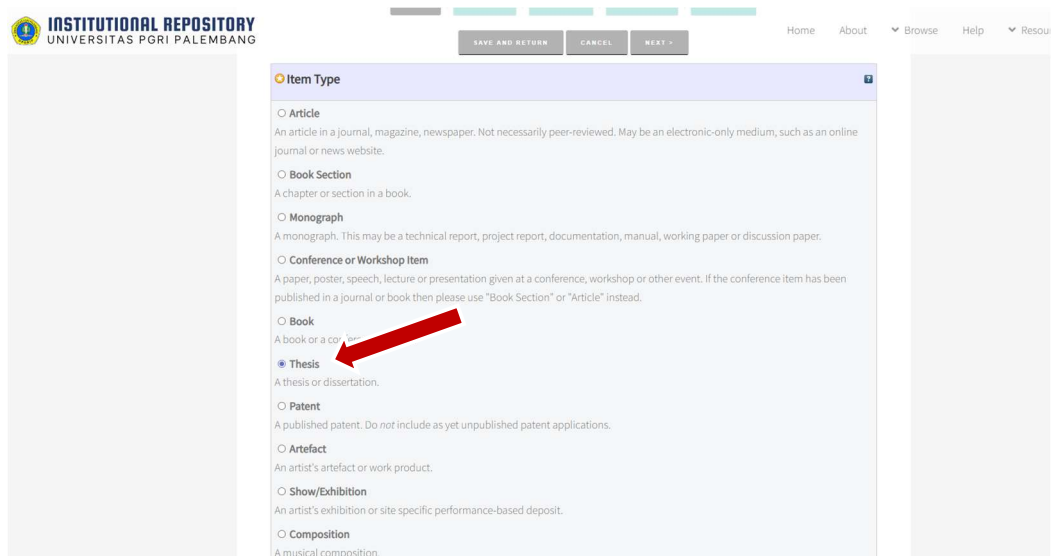 INSTITUTIONAL REPOSITORY
UNIVERSITAS PGRI PALEMBANG
SAVE AND RETURN CANCEL NEXT >
Home About Browse Help
Item Type
Article
An article in a journal, magazine, newspaper. Not necessarily peer-reviewed. May be an electronic-only medium, such as an online
journal or news website.
Book Section
A chapter or section in a book.
Monograph
A monograph. This may be a technical report, project report, documentation, manual, working paper or discussion paper.
Conference or Workshop Item
A paper, poster, speech, lecture or presentation given at a conference, workshop or other event. If the conference item has been
published in a journal or book then please use "Book Section" or "Article" instead.
Book
A book or a
Thesis
A thesis or dissertation.
Patent
A published patent. Do not include as yet unpublished patent applications.
Artefact
An artist's artefact or work product.
Show/Exhibition
An artist's exhibition or site specific performance-based deposit.
Composition
A musical composition.